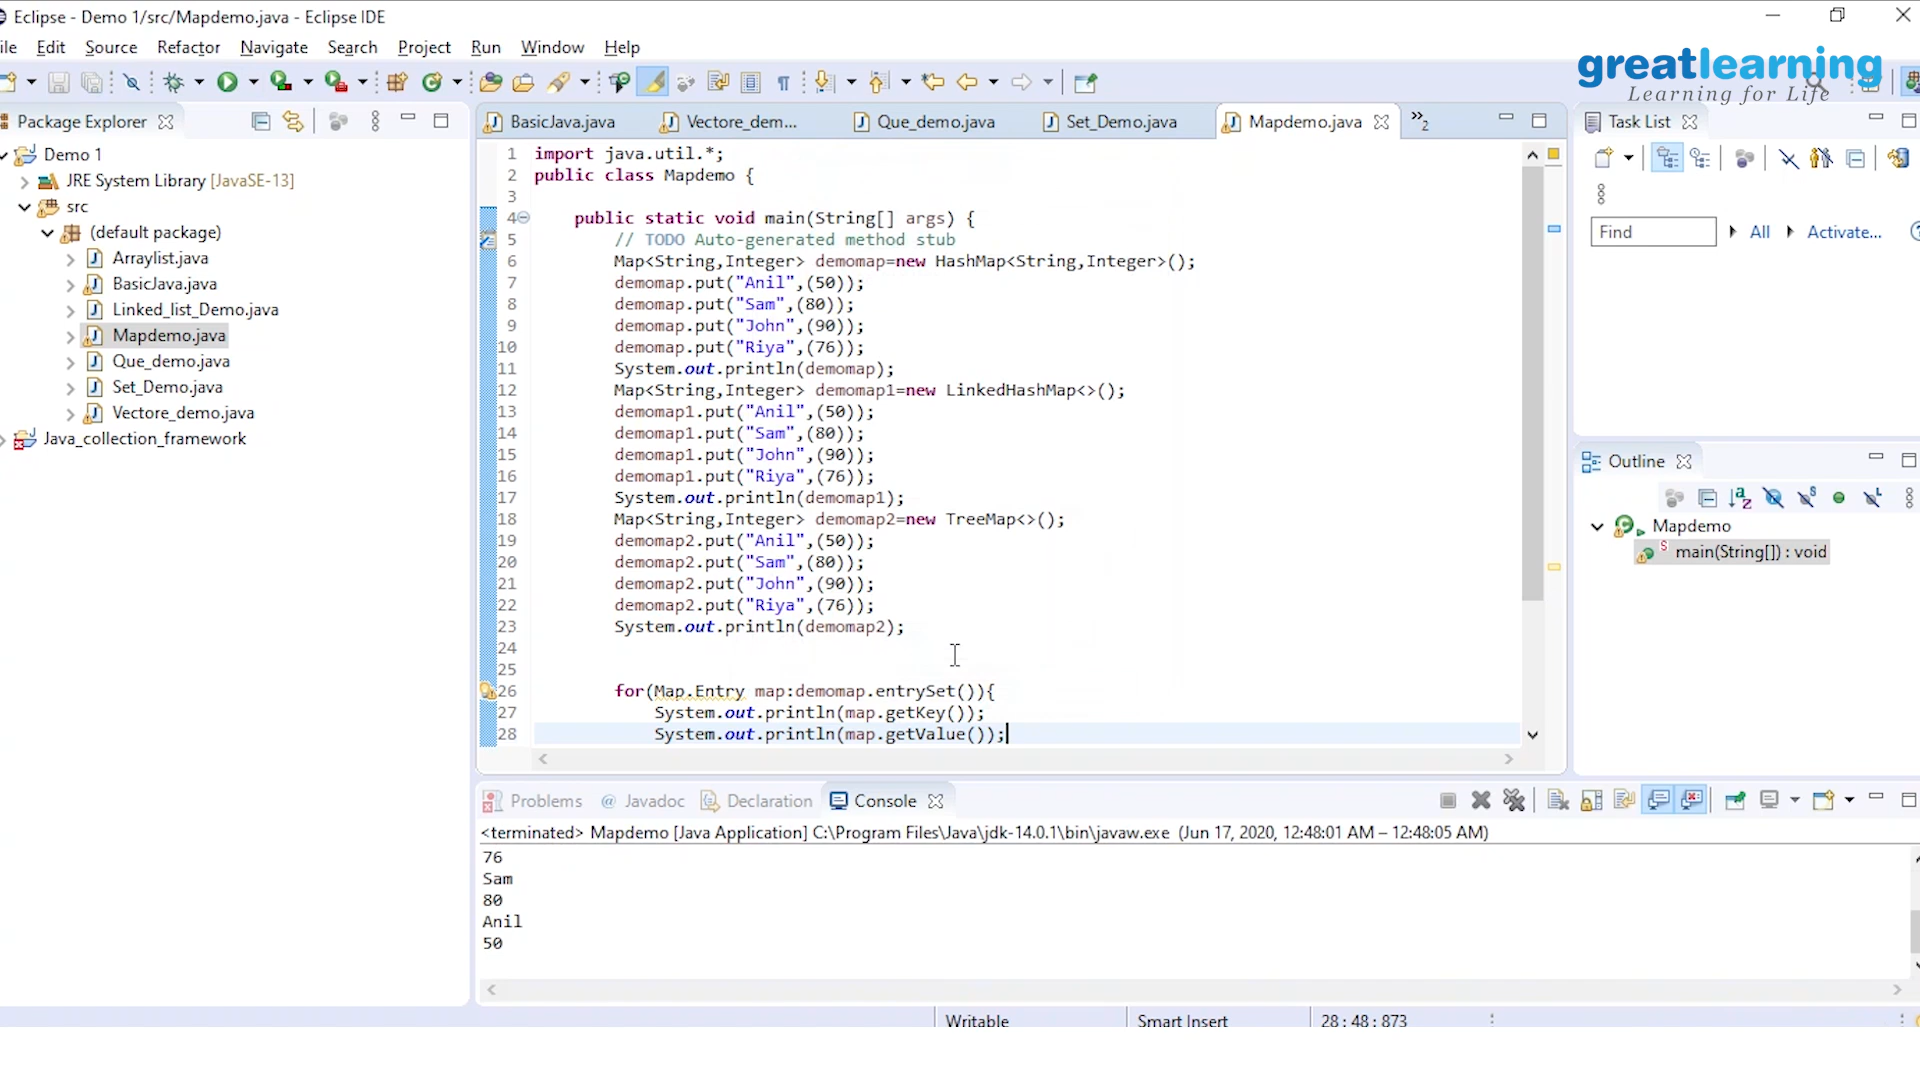 Eclipse - Demo 1/src/Mapdemo.java - Eclipse IDE
ile Edit Source Refactor Navigate Search Project Run Window Help
greatlearning
Learning for Life
Package Explorer
Demo 1
JRE System Library [JavaSE-13]
src
(default package)
Arraylist.java
BasicJava.java
Linked_list_Demo.java
Mapdemo.java
Que_demo.java
Set_Demo.java
Vectore_demo.java
Java_collection_framework
BasicJava.java Vectore_dem... Que_demo.java Set_Demo.java Mapdemo.java »2
1 import java.util.*;
2 public class Mapdemo {
3
4 public static void main(String[] args) {
5 // TODO Auto-generated method stub
6 Map<String,Integer> demomap=new HashMap<String,Integer>();
7 demomap.put("Anil",(50));
8 demomap.put("Sam",(80));
9 demomap.put("John",(90));
10 demomap.put("Riya",(76));
11 System.out.println(demomap);
12 Map<String,Integer> demomap1=new LinkedHashMap<>();
13 demomap1.put("Anil",(50));
14 demomap1.put("Sam",(80));
15 demomap1.put("John",(90));
16 demomap1.put("Riya",(76));
17 System.out.println(demomap1);
18 Map<String,Integer> demomap2=new TreeMap<>();
19 demomap2.put("Anil",(50));
20 demomap2.put("Sam",(80));
21 demomap2.put("John",(90));
22 demomap2.put("Riya",(76));
23 System.out.println(demomap2);
24
25
26 for(Map.Entry map:demomap.entrySet()){
27 System.out.println(map.getKey());
28 System.out.println(map.getValue());
Task List
Find All Activate...
Outline
Mapdemo
main(String[]) : void
Problems Javadoc Declaration Console
<terminated> Mapdemo [Java Application] C:\Program Files\Java\jdk-14.0.1\bin\javaw.exe (Jun 17, 2020, 12:48:01 AM – 12:48:05 AM)
76
Sam
80
Anil
50
Writable Smart Insert 28 : 48 : 873